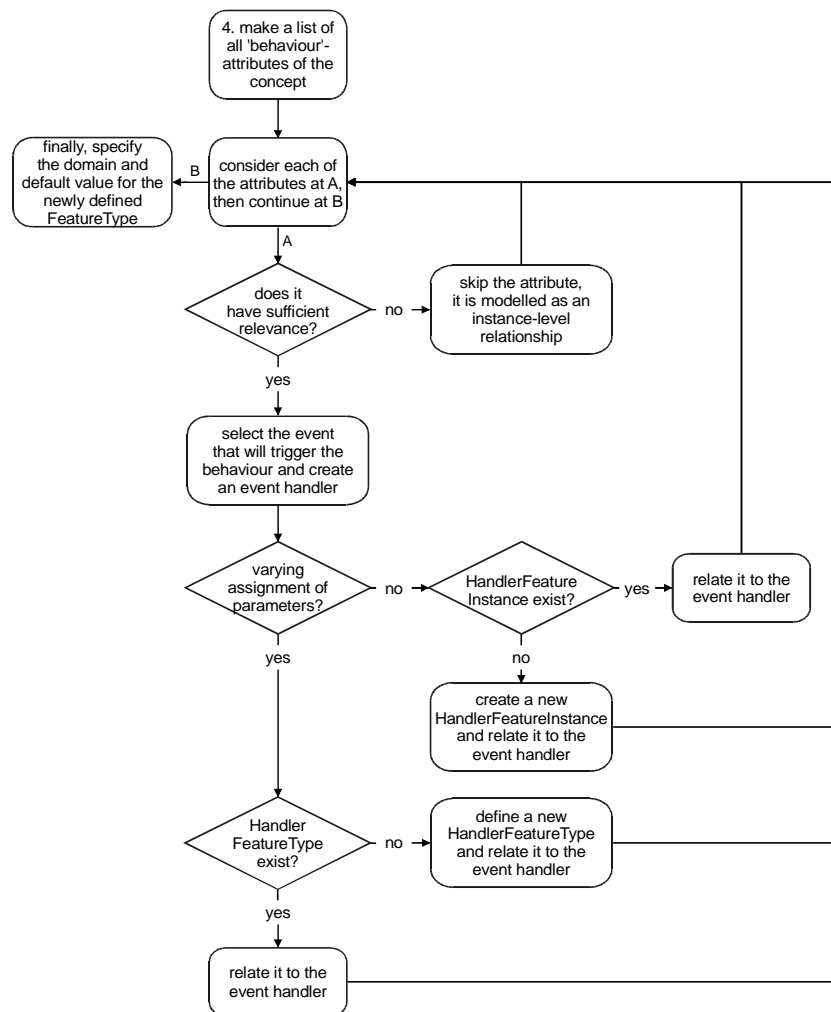 4. make a list of
all 'behaviour'-
attributes of the
concept
finally, specify
the domain and
default value for the
newly defined
FeatureType
B
consider each of
the attributes at A,
then continue at B
A
does it
have sufficient
relevance?
no
skip the attribute,
it is modelled as an
instance-level
relationship
yes
select the event
that will trigger the
behaviour and create
an event handler
varying
assignment of
parameters?
no
HandlerFeature
Instance exist?
yes
relate it to the
event handler
yes
no
create a new
HandlerFeatureInstance
and relate it to the
event handler
Handler
FeatureType
exist?
no
define a new
HandlerFeatureType
and relate it to the
event handler
yes
relate it to the
event handler